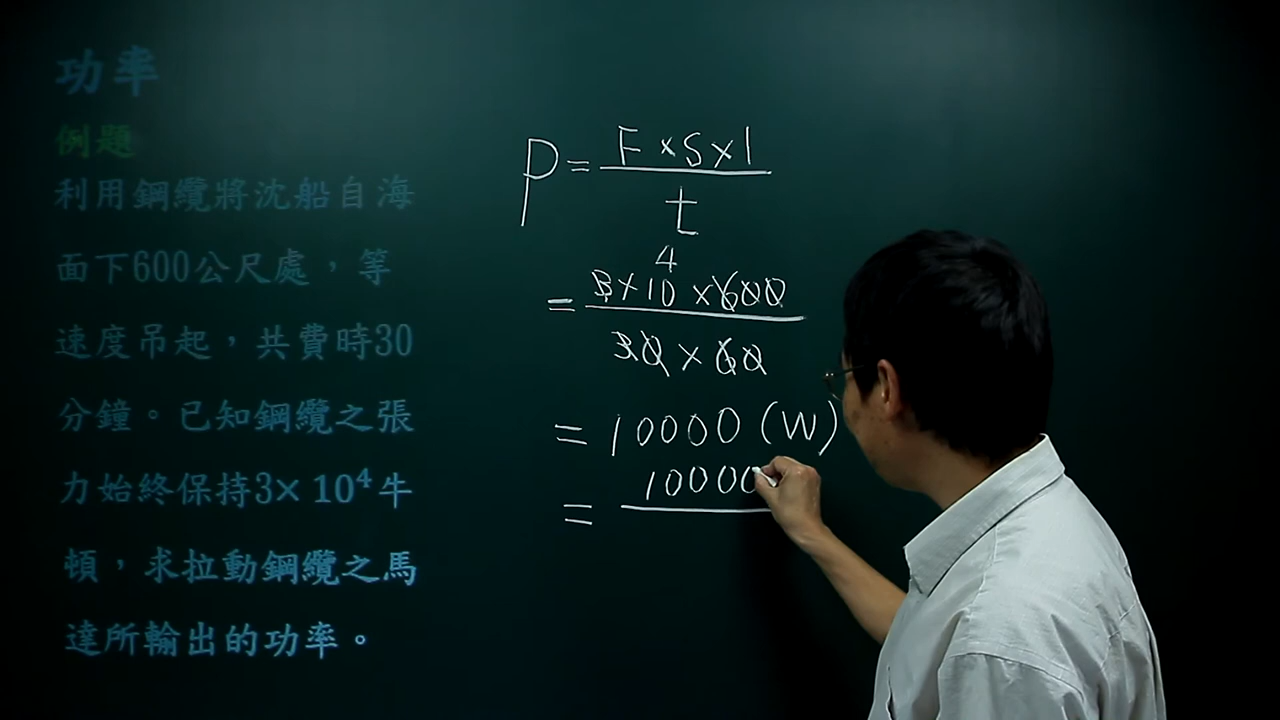 功率
例題
利用鋼纜將沈船自海
面下600公尺處，等
速度吊起，共費時30
分鐘。已知鋼纜之張
力始終保持3×10⁴牛
頓，求拉動鋼纜之馬
達所輸出的功率。
P = F×S×1
t
= 3×10⁴×600
30×60
= 10000(W)
= 10000